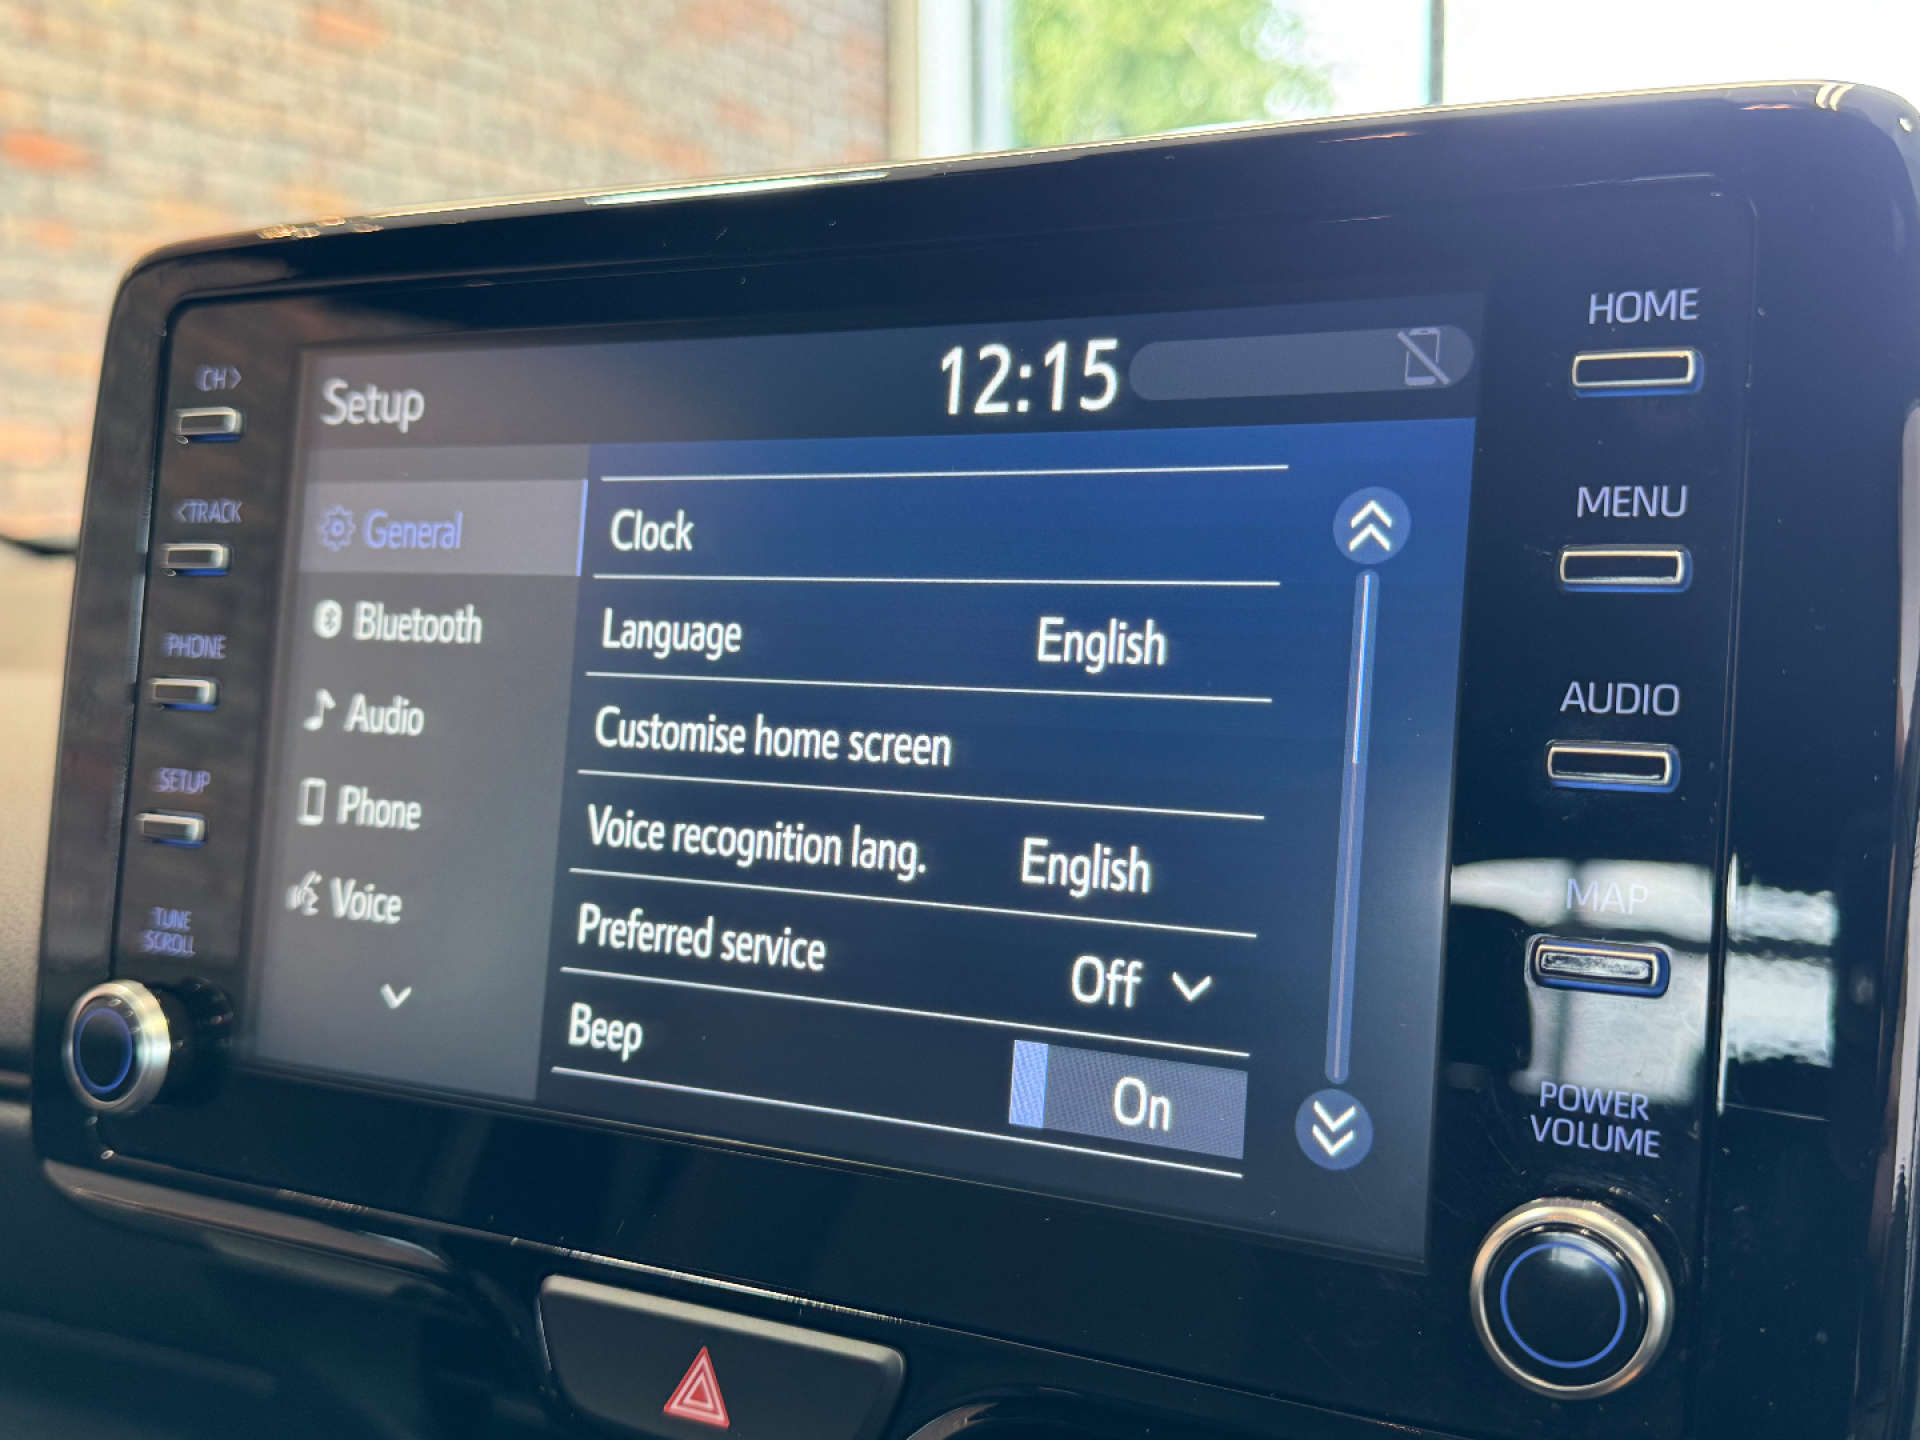 Setup
12:15
General
Bluetooth
Audio
Phone
Voice
Clock
Language English
Customise home screen
Voice recognition lang. English
Preferred service Off
Beep On
CH>
<TRACK
PHONE
SETUP
TUNE
SCROLL
HOME
MENU
AUDIO
MAP
POWER
VOLUME